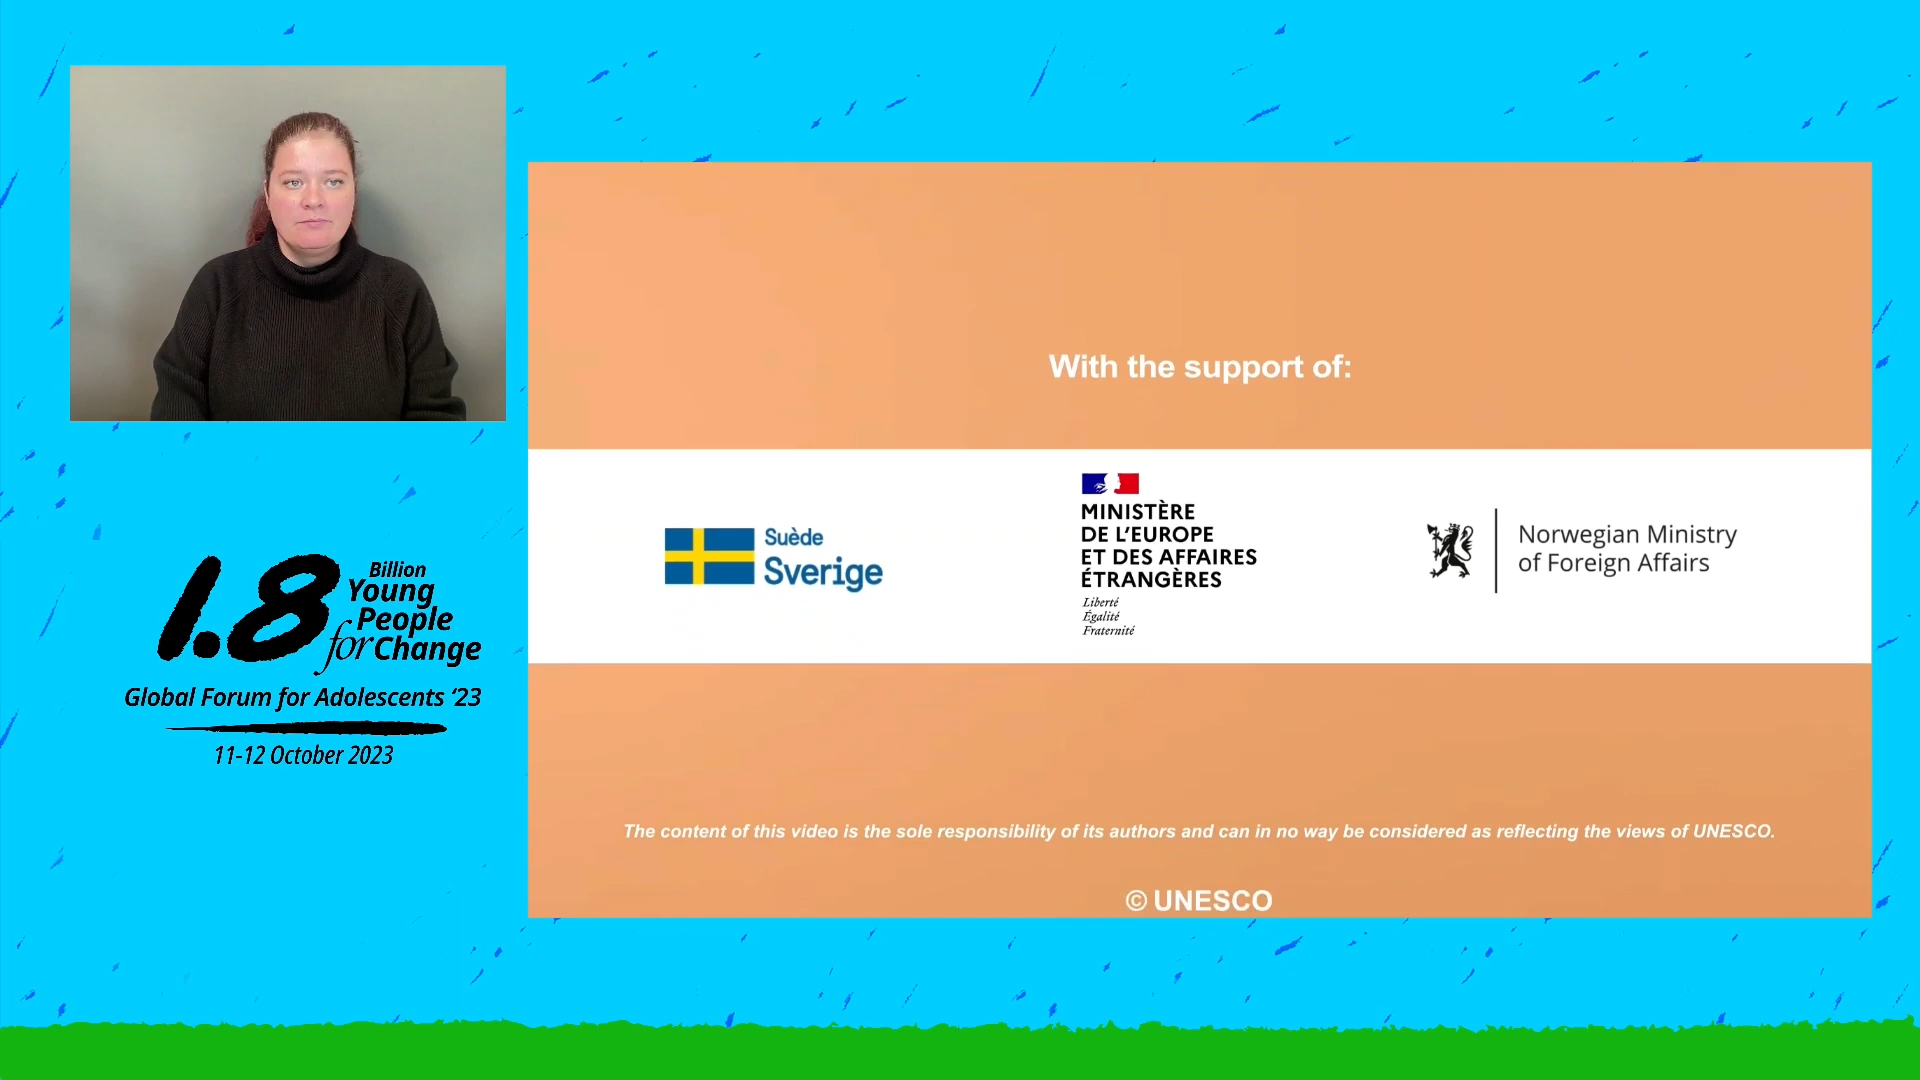 1.8 Billion
Young
People
for Change
Global Forum for Adolescents ‘23
11-12 October 2023
With the support of:
Suède
Sverige
MINISTÈRE
DE L’EUROPE
ET DES AFFAIRES
ÉTRANGÈRES
Liberté
Égalité
Fraternité
Norwegian Ministry
of Foreign Affairs
The content of this video is the sole responsibility of its authors and can in no way be considered as reflecting the views of UNESCO.
© UNESCO